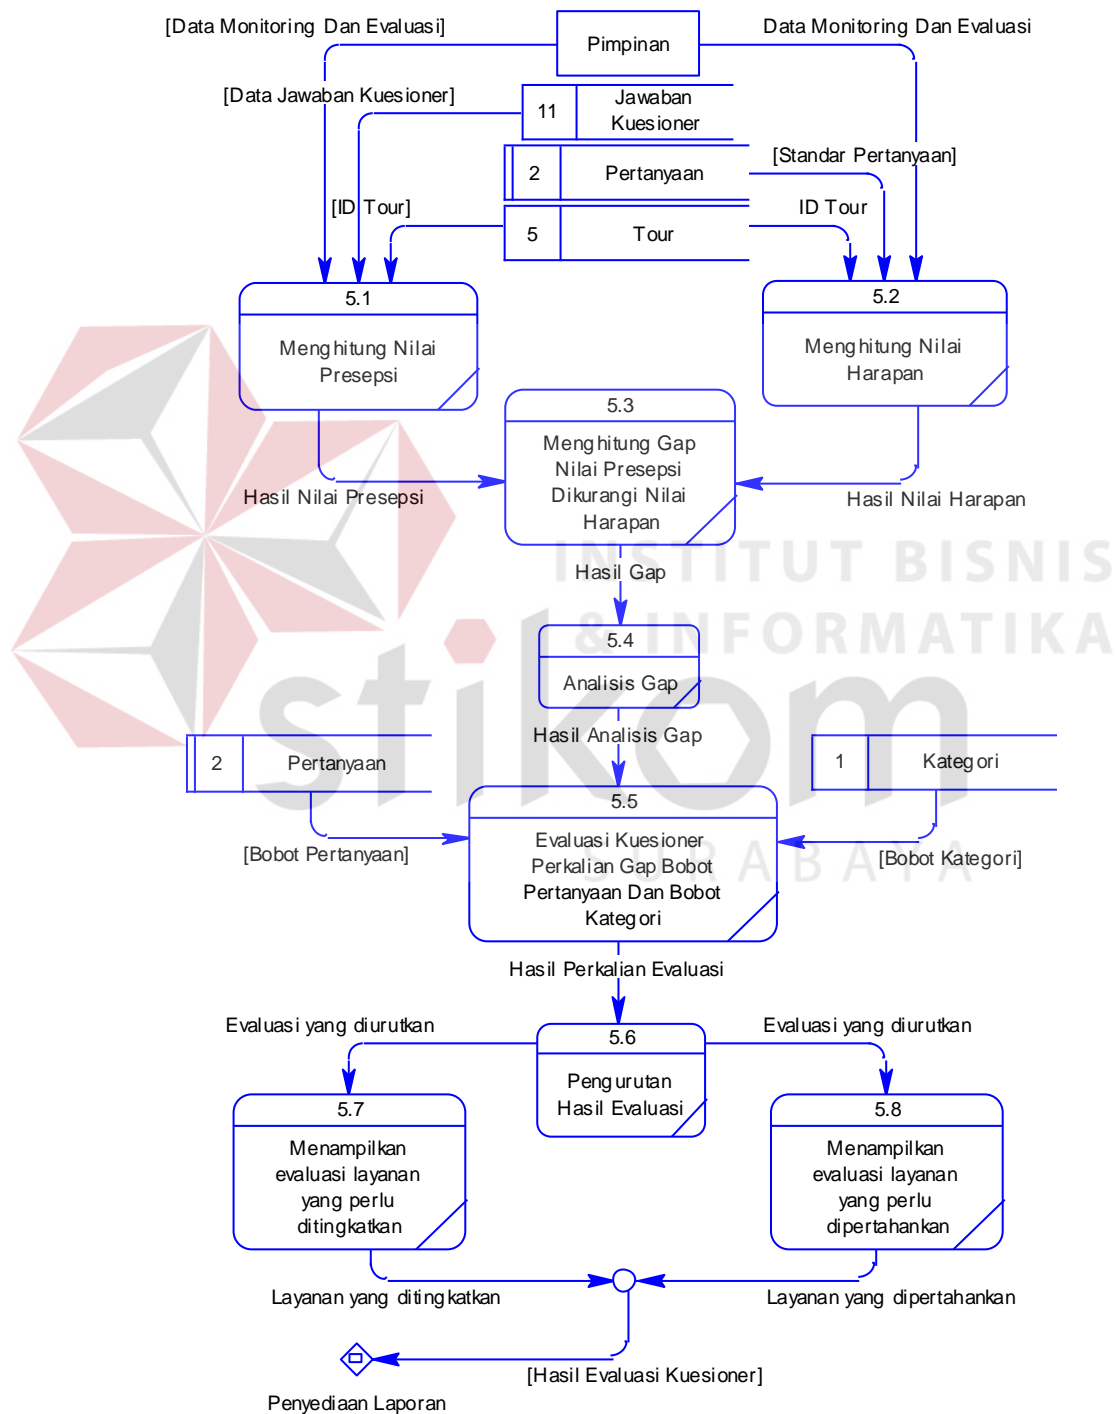 [Data Monitoring Dan Evaluasi]
Pimpinan
Data Monitoring Dan Evaluasi
[Data Jawaban Kuesioner]
11
Jawaban
Kuesioner
2
Pertanyaan
[Standar Pertanyaan]
[ID Tour]
5
Tour
ID Tour
5.1
Menghitung Nilai
Presepsi
5.2
Menghitung Nilai
Harapan
5.3
Menghitung Gap
Nilai Presepsi
Dikurangi Nilai
Harapan
Hasil Nilai Presepsi
Hasil Nilai Harapan
INSTITUT BISNIS
& INFORMATIKA
stikom
SURABAYA
Hasil Gap
5.4
Analisis Gap
Hasil Analisis Gap
2
Pertanyaan
1
Kategori
5.5
Evaluasi Kuesioner
Perkalian Gap Bobot
Pertanyaan Dan Bobot
Kategori
[Bobot Pertanyaan]
[Bobot Kategori]
Hasil Perkalian Evaluasi
Evaluasi yang diurutkan
Evaluasi yang diurutkan
5.6
Pengurutan
Hasil Evaluasi
5.7
Menampilkan
evaluasi layanan
yang perlu
ditingkatkan
5.8
Menampilkan
evaluasi layanan
yang perlu
dipertahankan
Layanan yang ditingkatkan
Layanan yang dipertahankan
[Hasil Evaluasi Kuesioner]
Penyediaan Laporan